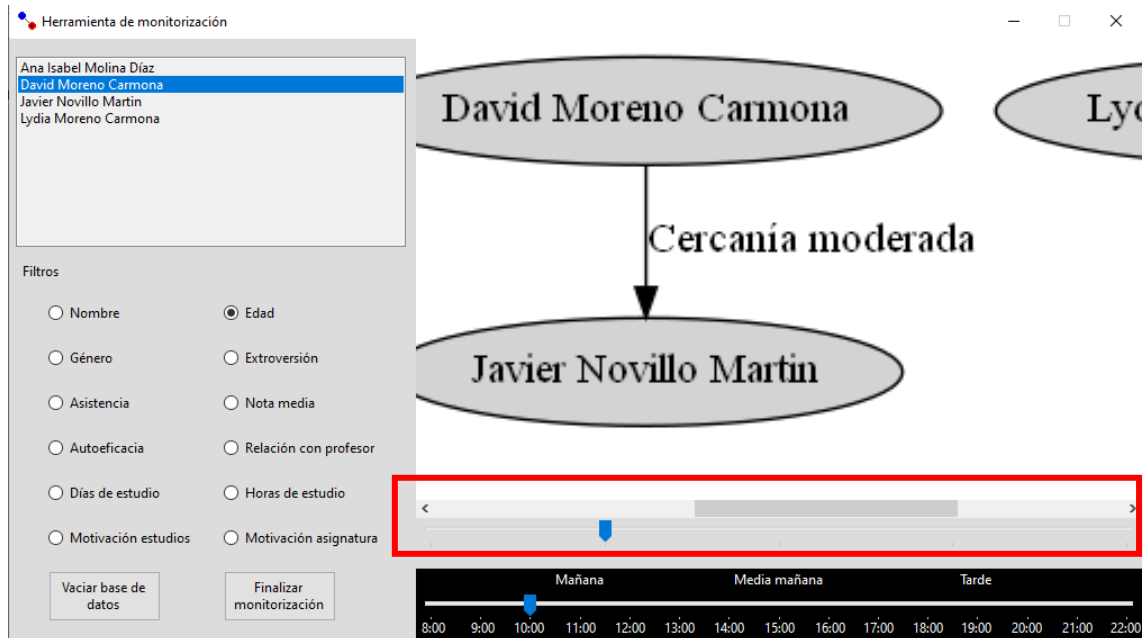 Herramienta de monitorización
Ana Isabel Molina Díaz
David Moreno Carmona
Javier Novillo Martin
Lydia Moreno Carmona
Filtros
Nombre Edad
Género Extroversión
Asistencia Nota media
Autoeficacia Relación con profesor
Días de estudio Horas de estudio
Motivación estudios Motivación asignatura
Vaciar base de
datos
Finalizar
monitorización
David Moreno Carmona Lyd
Cercanía moderada
Javier Novillo Martin
Mañana Media mañana Tarde
8:00 9:00 10:00 11:00 12:00 13:00 14:00 15:00 16:00 17:00 18:00 19:00 20:00 21:00 22:00